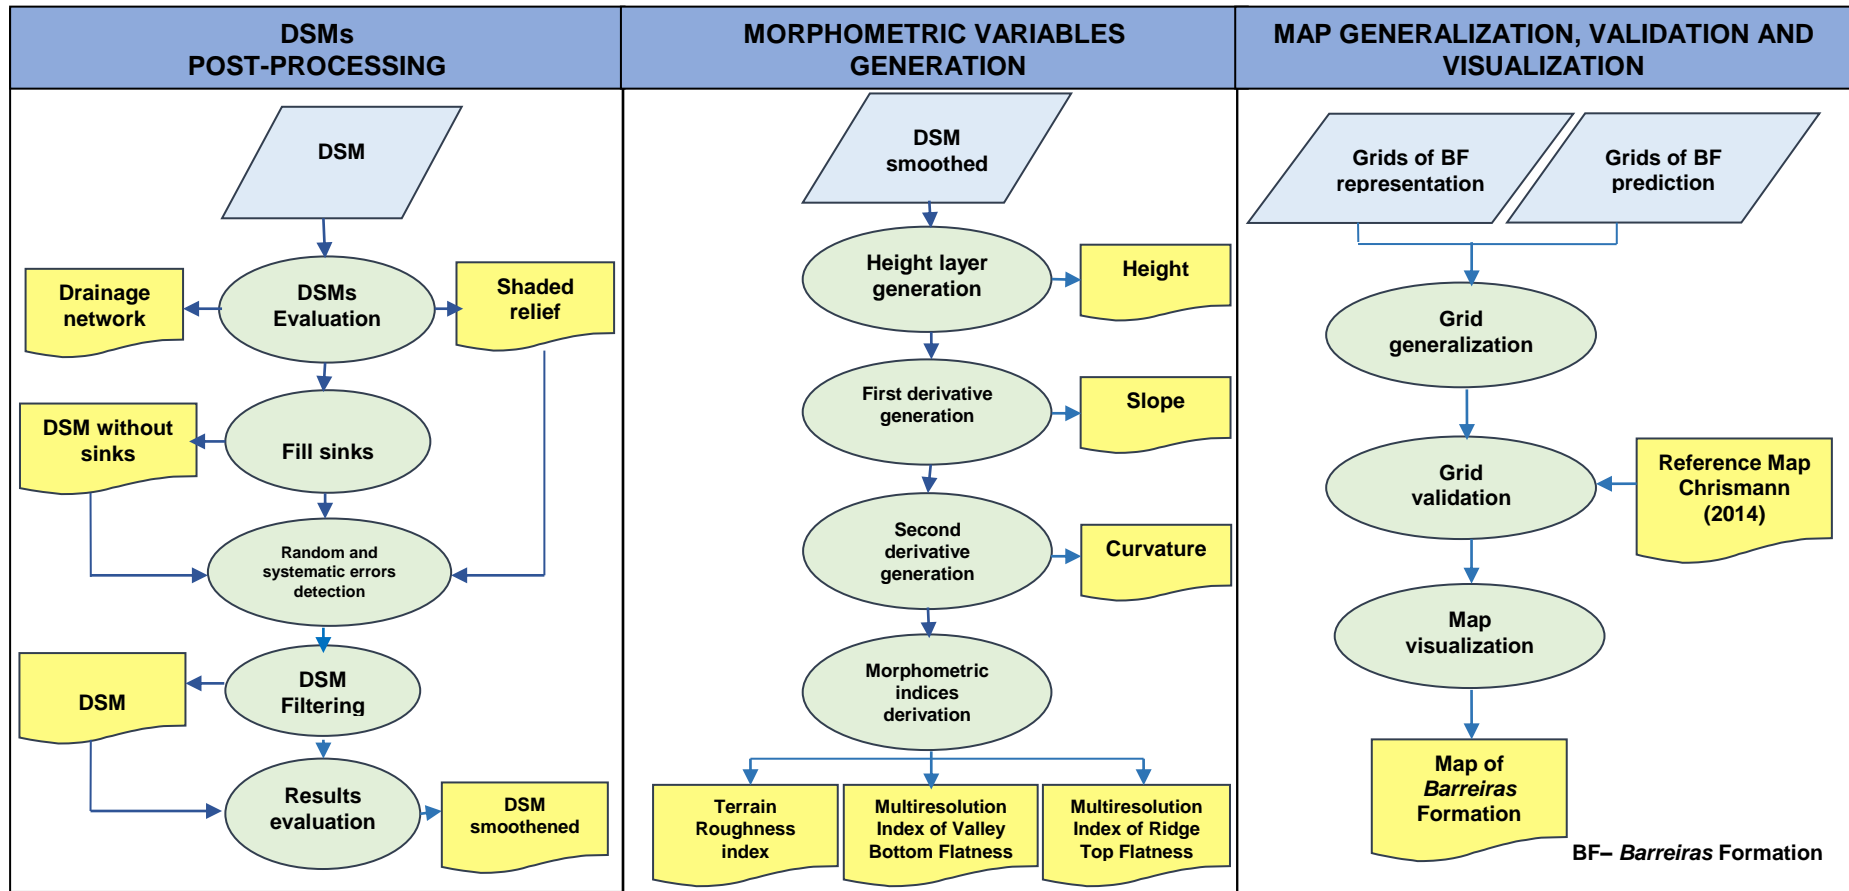 DSMs
POST-PROCESSING
MORPHOMETRIC VARIABLES
GENERATION
MAP GENERALIZATION, VALIDATION AND
VISUALIZATION
DSM
DSMs
Evaluation
Drainage
network
Shaded
relief
Fill sinks
DSM without
sinks
Random and
systematic errors
detection
DSM
Filtering
DSM
Results
evaluation
DSM
smoothened
DSM
smoothed
Height layer
generation
Height
First derivative
generation
Slope
Second
derivative
generation
Curvature
Morphometric
indices
derivation
Terrain
Roughness
index
Multiresolution
Index of Valley
Bottom Flatness
Multiresolution
Index of Ridge
Top Flatness
Grids of BF
representation
Grids of BF
prediction
Grid
generalization
Grid
validation
Reference Map
Chrismann
(2014)
Map
visualization
Map of
Barreiras
Formation
BF– Barreiras Formation